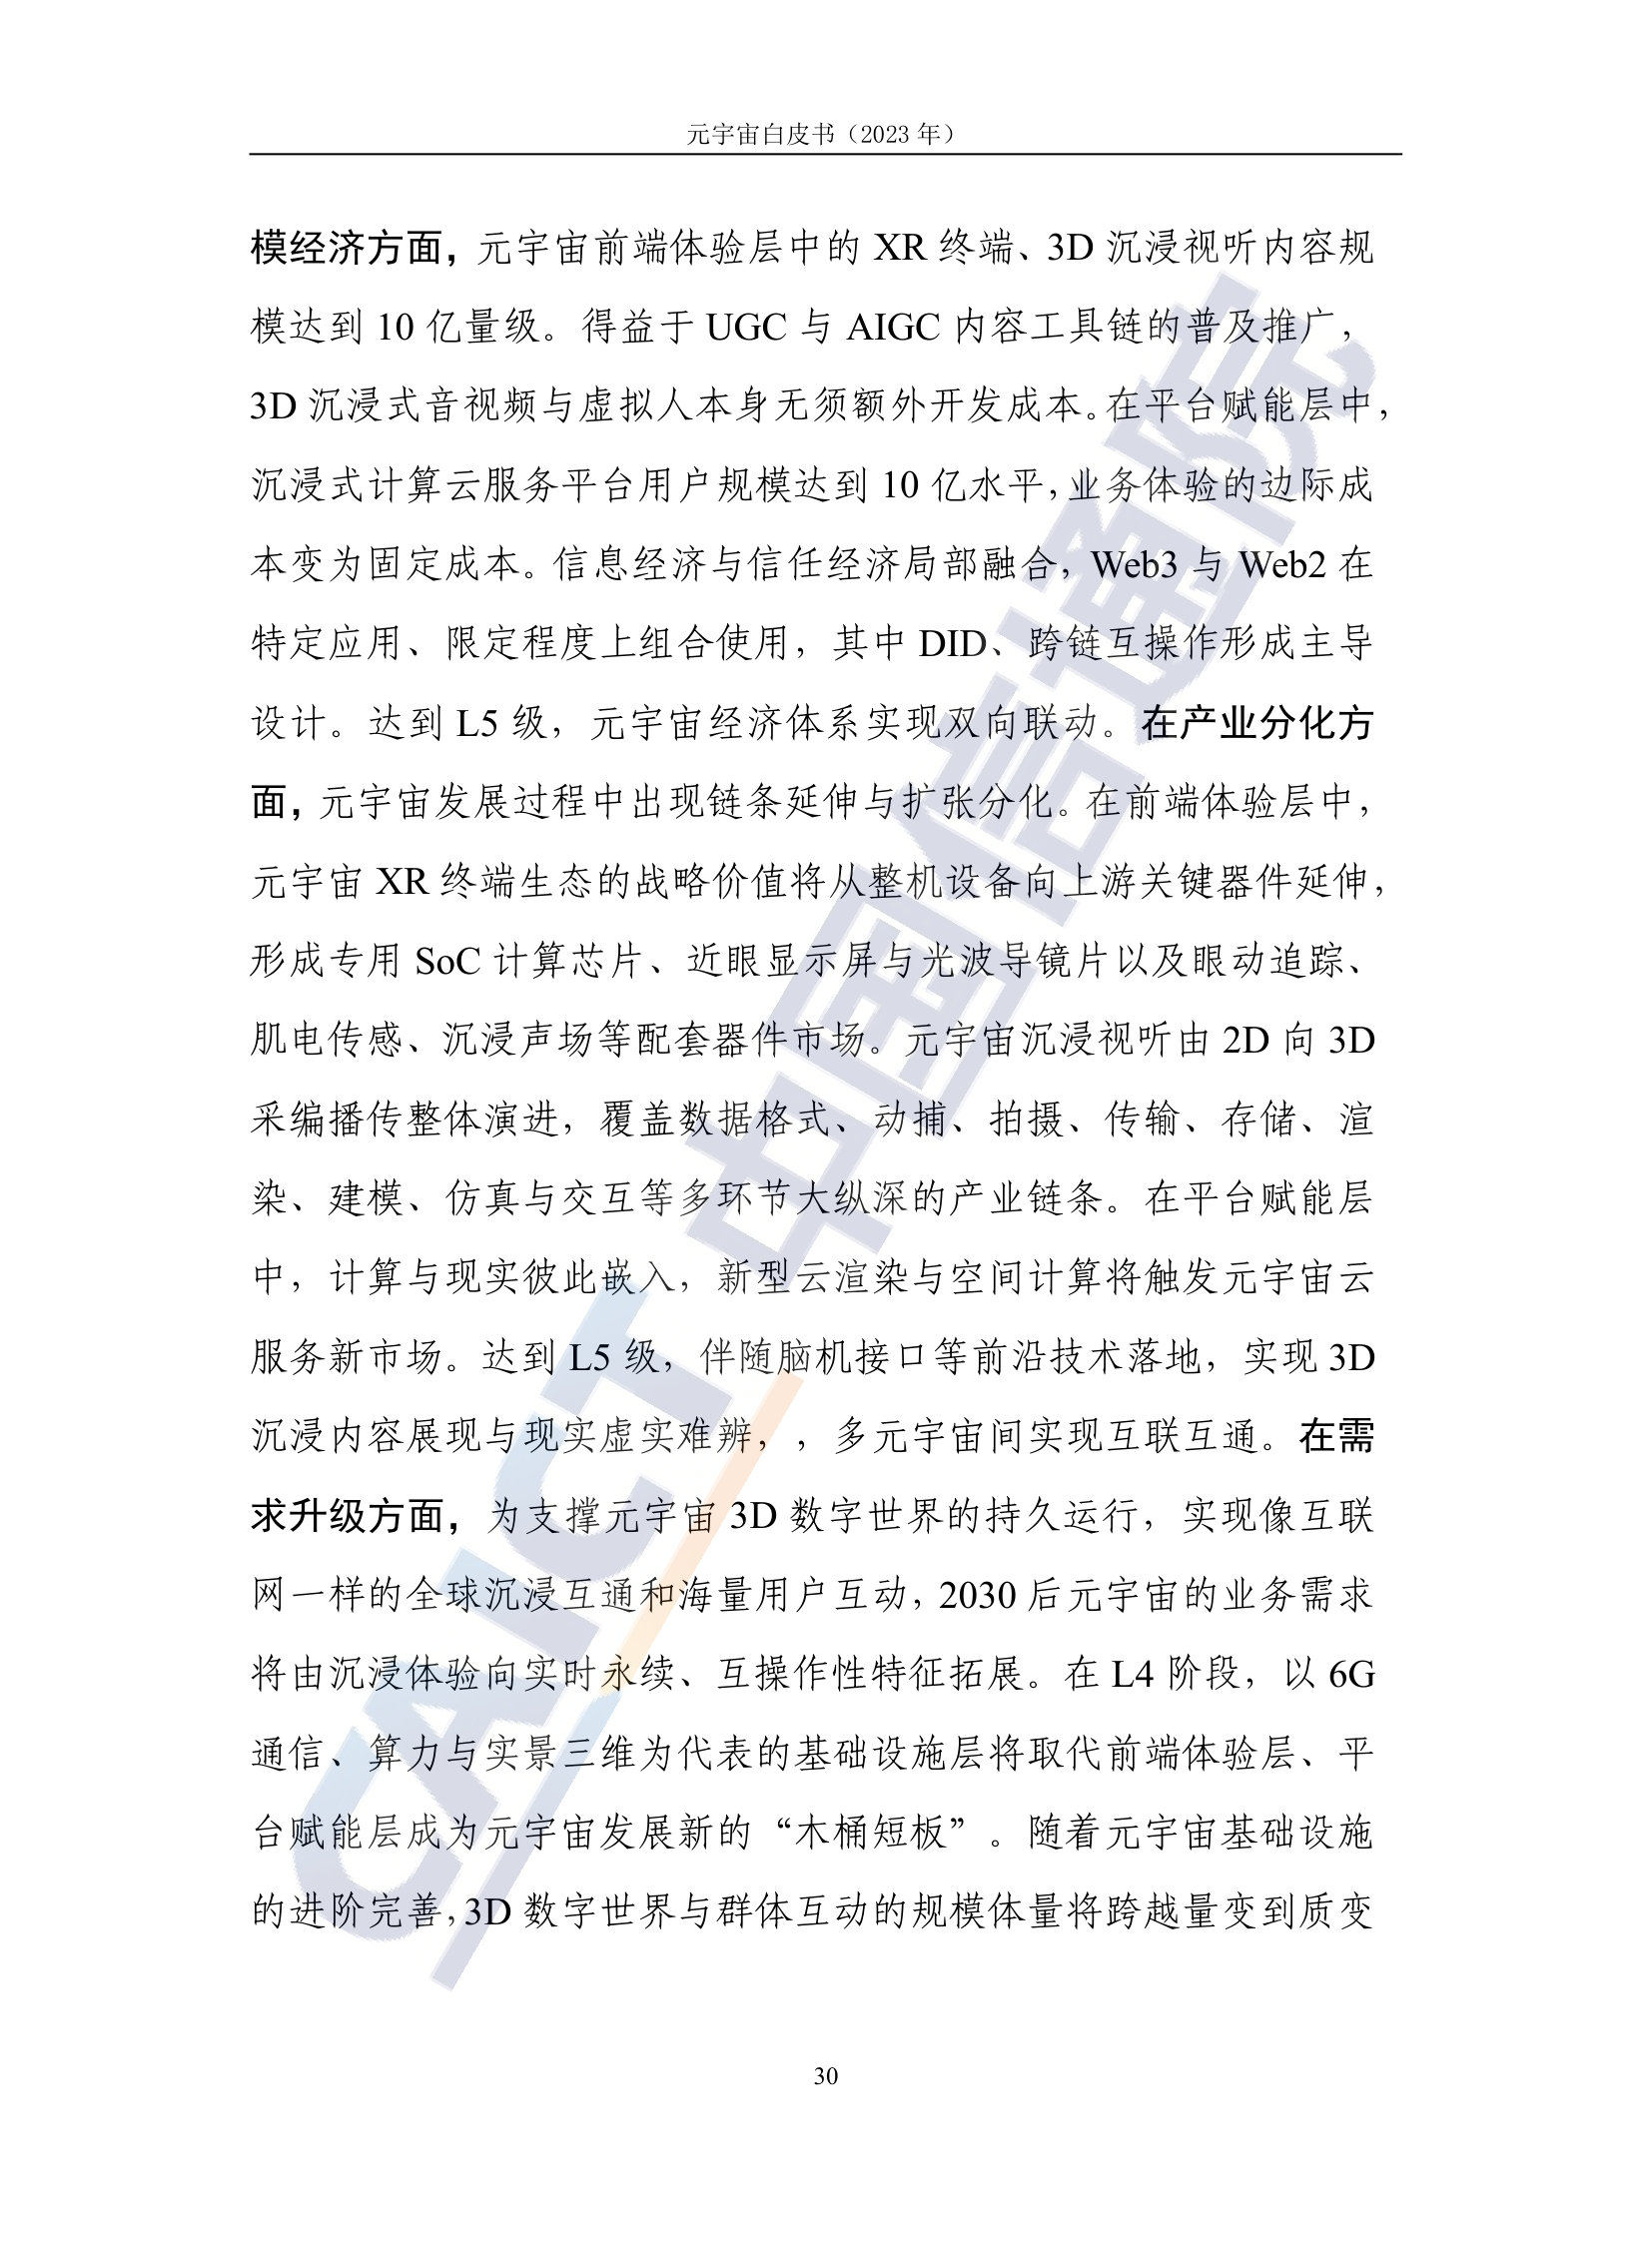 元宇宙白皮书（2023 年）
模经济方面，元宇宙前端体验层中的 XR 终端、3D 沉浸视听内容规
模达到 10 亿量级。得益于 UGC 与 AIGC 内容工具链的普及推广，
3D 沉浸式音视频与虚拟人本身无须额外开发成本。在平台赋能层中，
沉浸式计算云服务平台用户规模达到 10 亿水平，业务体验的边际成
本变为固定成本。信息经济与信任经济局部融合，Web3 与 Web2 在
特定应用、限定程度上组合使用，其中 DID、跨链互操作形成主导
设计。达到 L5 级，元宇宙经济体系实现双向联动。在产业分化方
面，元宇宙发展过程中出现链条延伸与扩张分化。在前端体验层中，
元宇宙 XR 终端生态的战略价值将从整机设备向上游关键器件延伸，
形成专用 SoC 计算芯片、近眼显示屏与光波导镜片以及眼动追踪、
肌电传感、沉浸声场等配套器件市场。元宇宙沉浸视听由 2D 向 3D
采编播传整体演进，覆盖数据格式、动捕、拍摄、传输、存储、渲
染、建模、仿真与交互等多环节大纵深的产业链条。在平台赋能层
中，计算与现实彼此嵌入，新型云渲染与空间计算将触发元宇宙云
服务新市场。达到 L5 级，伴随脑机接口等前沿技术落地，实现 3D
沉浸内容展现与现实虚实难辨，，多元宇宙间实现互联互通。在需
求升级方面，为支撑元宇宙 3D 数字世界的持久运行，实现像互联
网一样的全球沉浸互通和海量用户互动，2030 后元宇宙的业务需求
将由沉浸体验向实时永续、互操作性特征拓展。在 L4 阶段，以 6G
通信、算力与实景三维为代表的基础设施层将取代前端体验层、平
台赋能层成为元宇宙发展新的“木桶短板”。随着元宇宙基础设施
的进阶完善，3D 数字世界与群体互动的规模体量将跨越量变到质变
30
CAICT 中国信通院